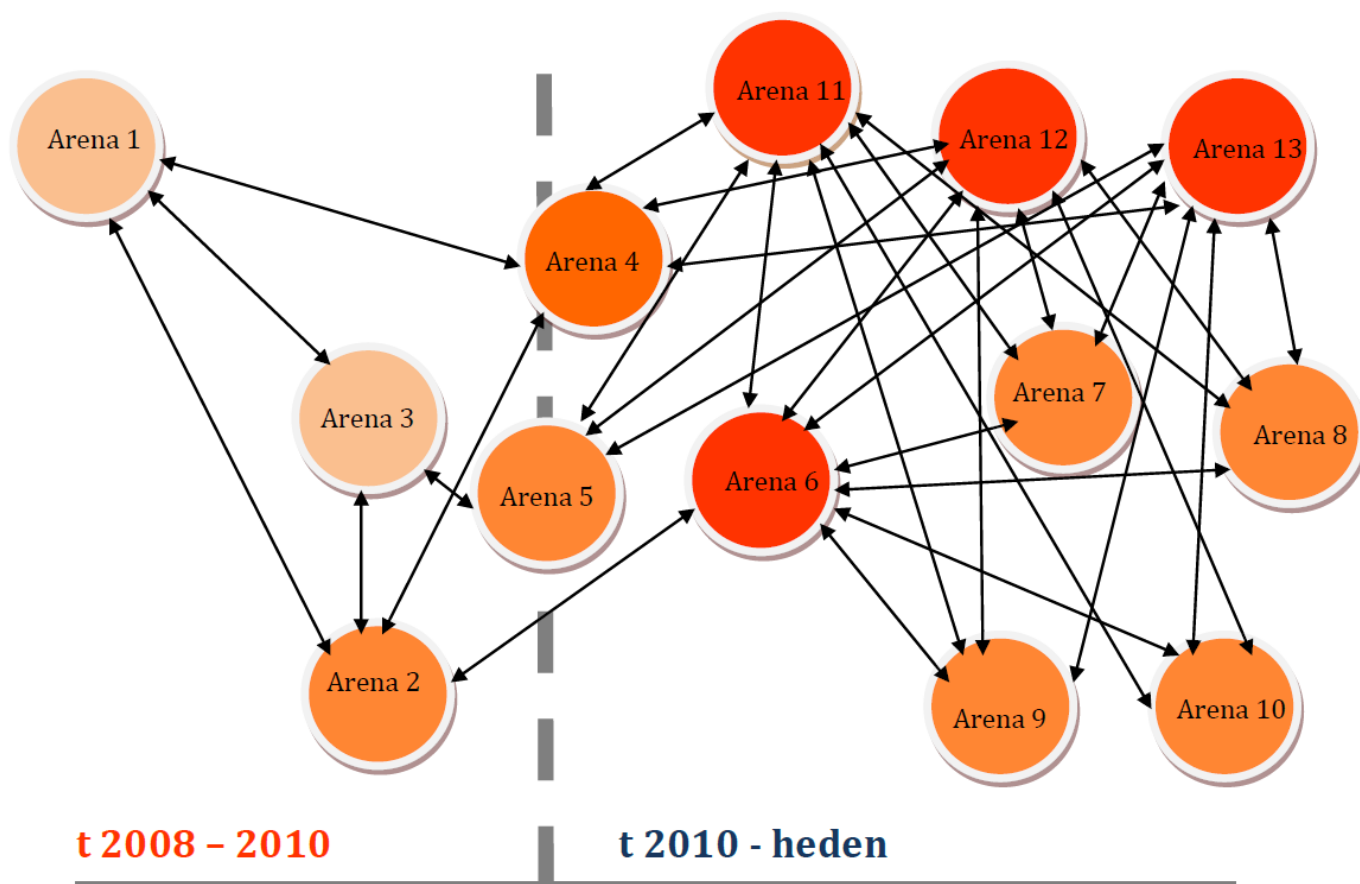 Arena 11
Arena 12
Arena 1
Arena 13
Arena 4
Arena 7
Arena 3
Arena 8
Arena 6
Arena 5
Arena 2
Arena 10
Arena 9
t 2008 – 2010
t 2010 - heden